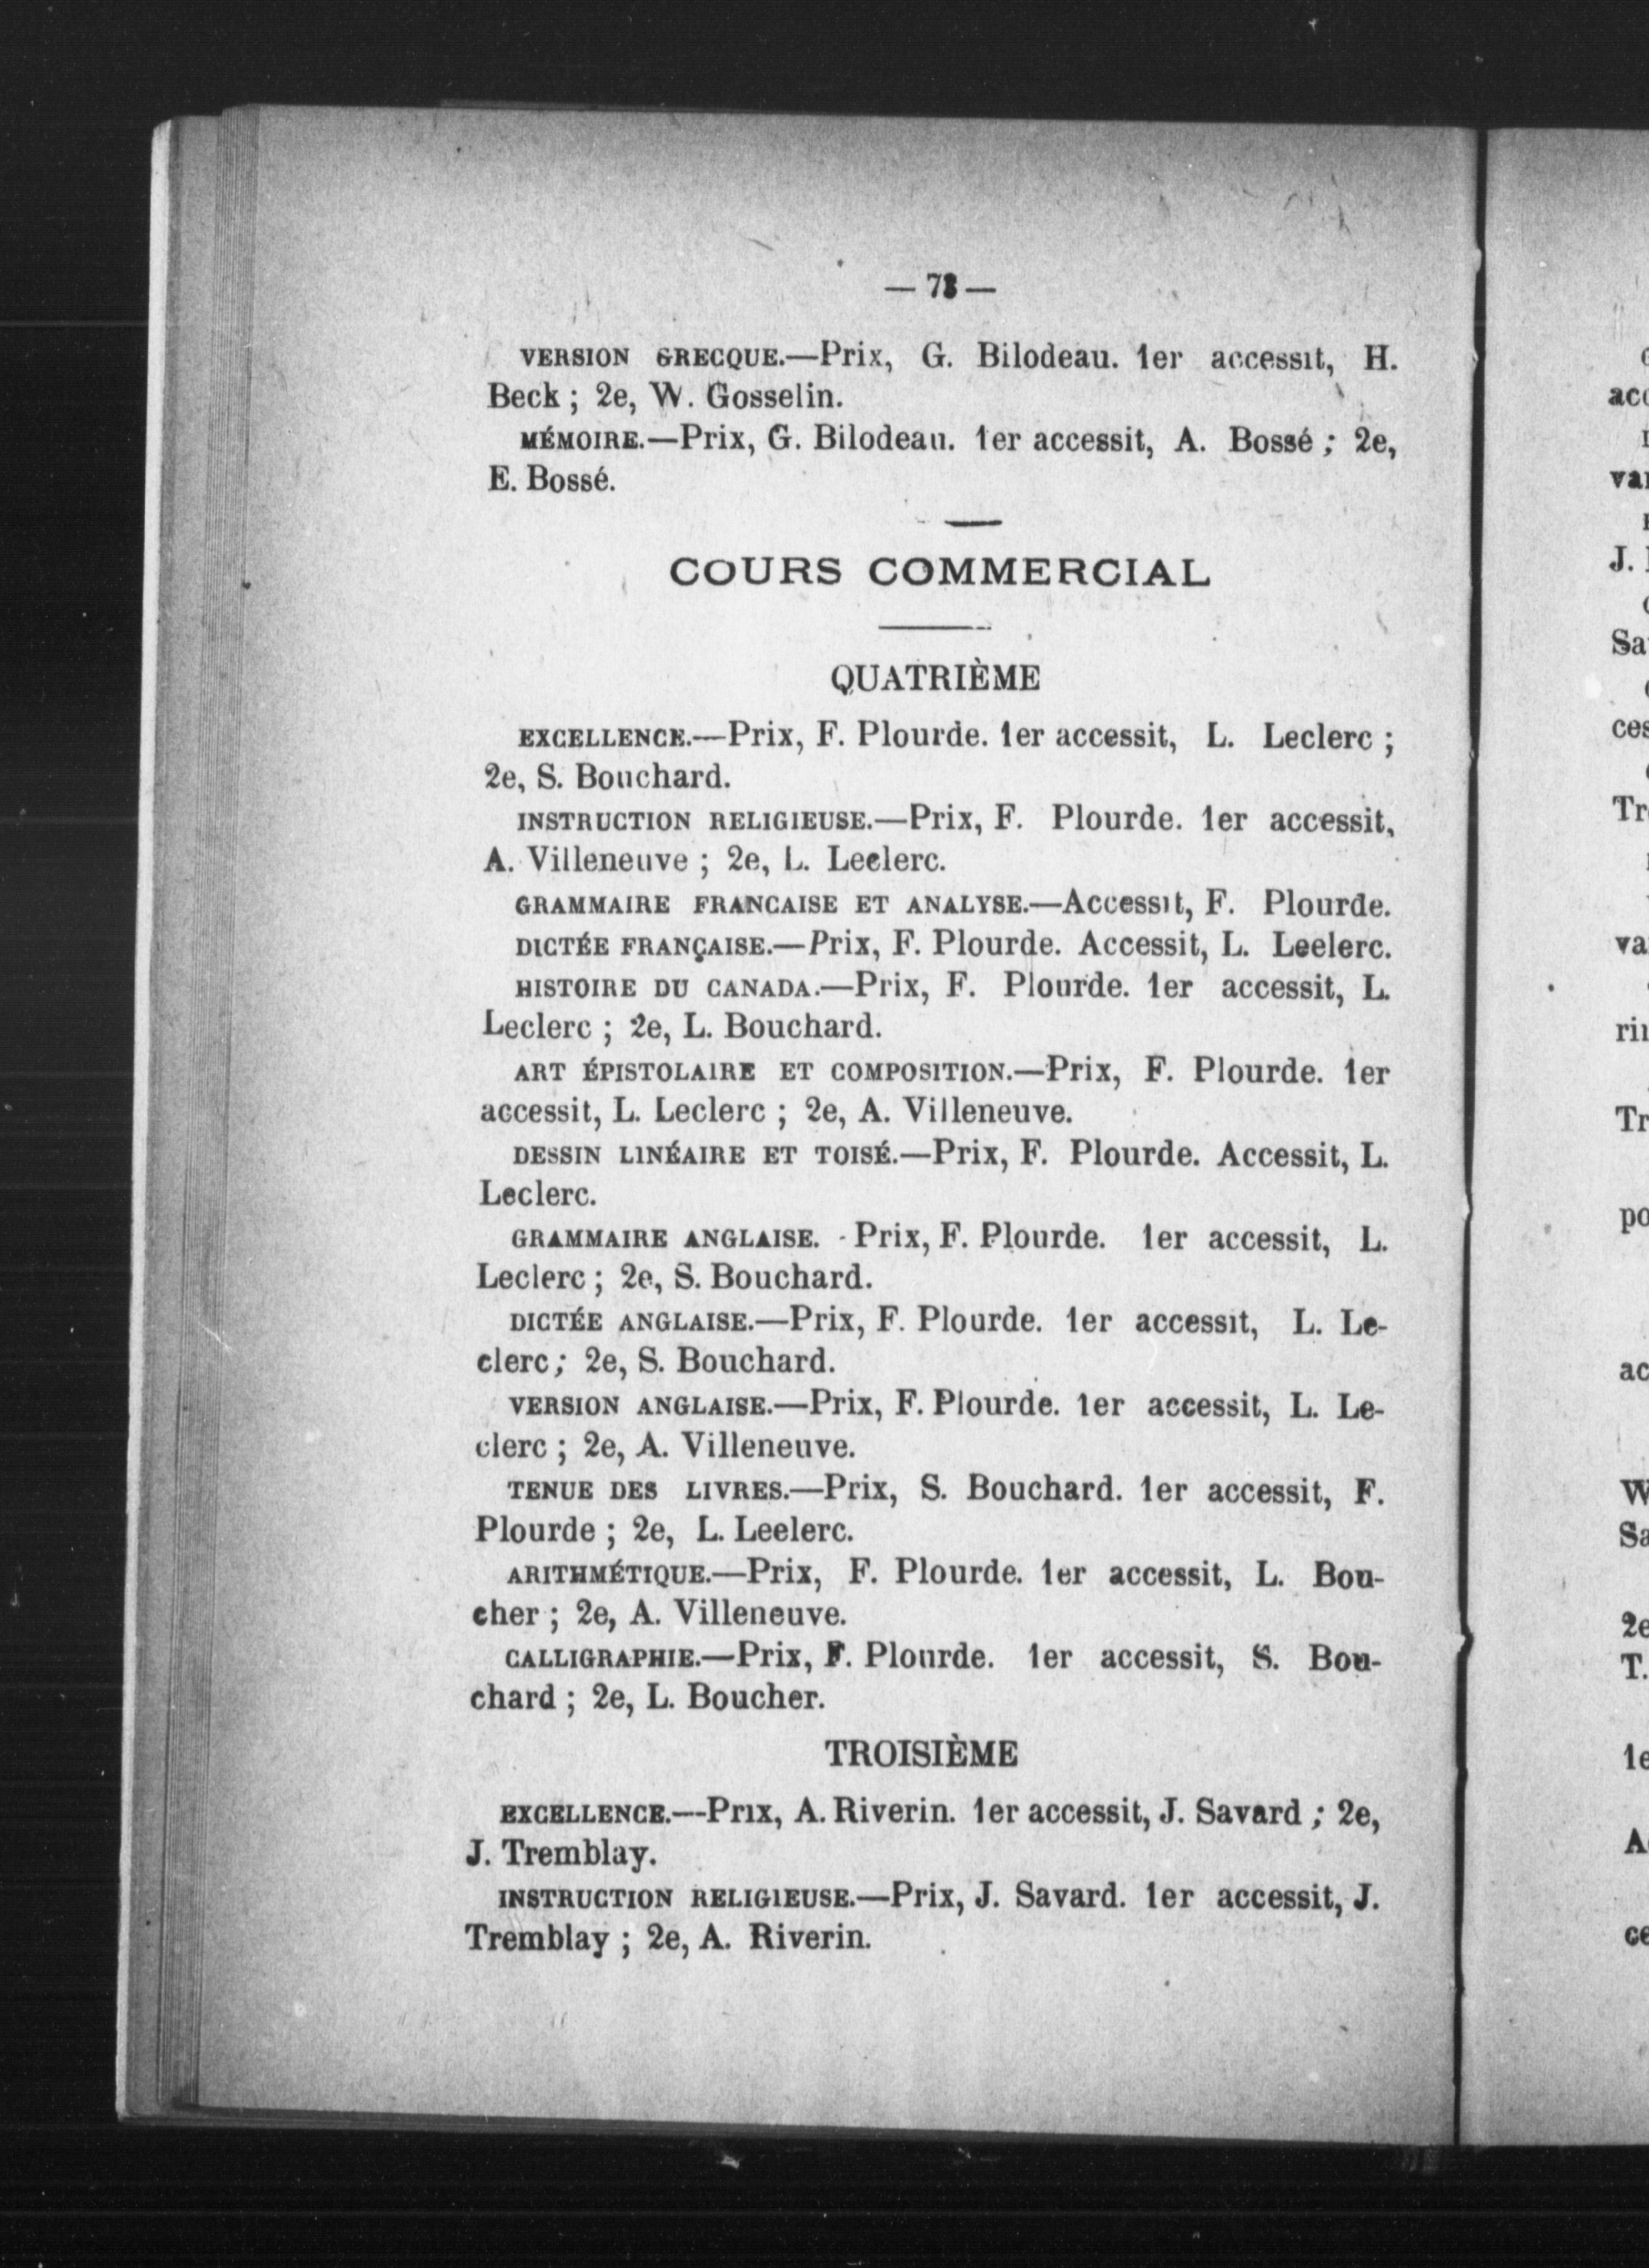 — 73 —
VERSION GRECQUE.—Prix, G. Bilodeau. 1er accessit, H.
Beck ; 2e, W. Gosselin.
MÉMOIRE.—Prix, G. Bilodeau. 1er accessit, A. Bossé ; 2e,
E. Bossé.
COURS COMMERCIAL
QUATRIÈME
EXCELLENCE.—Prix, F. Plourde. 1er accessit, L. Leclerc ;
2e, S. Bouchard.
INSTRUCTION RELIGIEUSE.—Prix, F. Plourde. 1er accessit,
A. Villeneuve ; 2e, L. Leelerc.
GRAMMAIRE FRANCAISE ET ANALYSE.—Accessit, F. Plourde.
DICTÉE FRANÇAISE.—Prix, F. Plourde. Accessit, L. Leelerc.
HISTOIRE DU CANADA.—Prix, F. Plourde. 1er accessit, L.
Leclerc ; 2e, L. Bouchard.
ART ÉPISTOLAIRE ET COMPOSITION.—Prix, F. Plourde. 1er
accessit, L. Leclerc ; 2e, A. Villeneuve.
DESSIN LINÉAIRE ET TOISÉ.—Prix, F. Plourde. Accessit, L.
Leclerc.
GRAMMAIRE ANGLAISE. - Prix, F. Plourde. 1er accessit, L.
Leclerc ; 2e, S. Bouchard.
DICTÉE ANGLAISE.—Prix, F. Plourde. 1er accessit, L. Le-
clerc ; 2e, S. Bouchard.
VERSION ANGLAISE.—Prix, F. Plourde. 1er accessit, L. Le-
clerc ; 2e, A. Villeneuve.
TENUE DES LIVRES.—Prix, S. Bouchard. 1er accessit, F.
Plourde ; 2e, L. Leelerc.
ARITHMÉTIQUE.—Prix, F. Plourde. 1er accessit, L. Bou-
cher ; 2e, A. Villeneuve.
CALLIGRAPHIE.—Prix, F. Plourde. 1er accessit, S. Bou-
chard ; 2e, L. Boucher.
TROISIÈME
EXCELLENCE.—Prix, A. Riverin. 1er accessit, J. Savard ; 2e,
J. Tremblay.
INSTRUCTION RELIGIEUSE.—Prix, J. Savard. 1er accessit, J.
Tremblay ; 2e, A. Riverin.